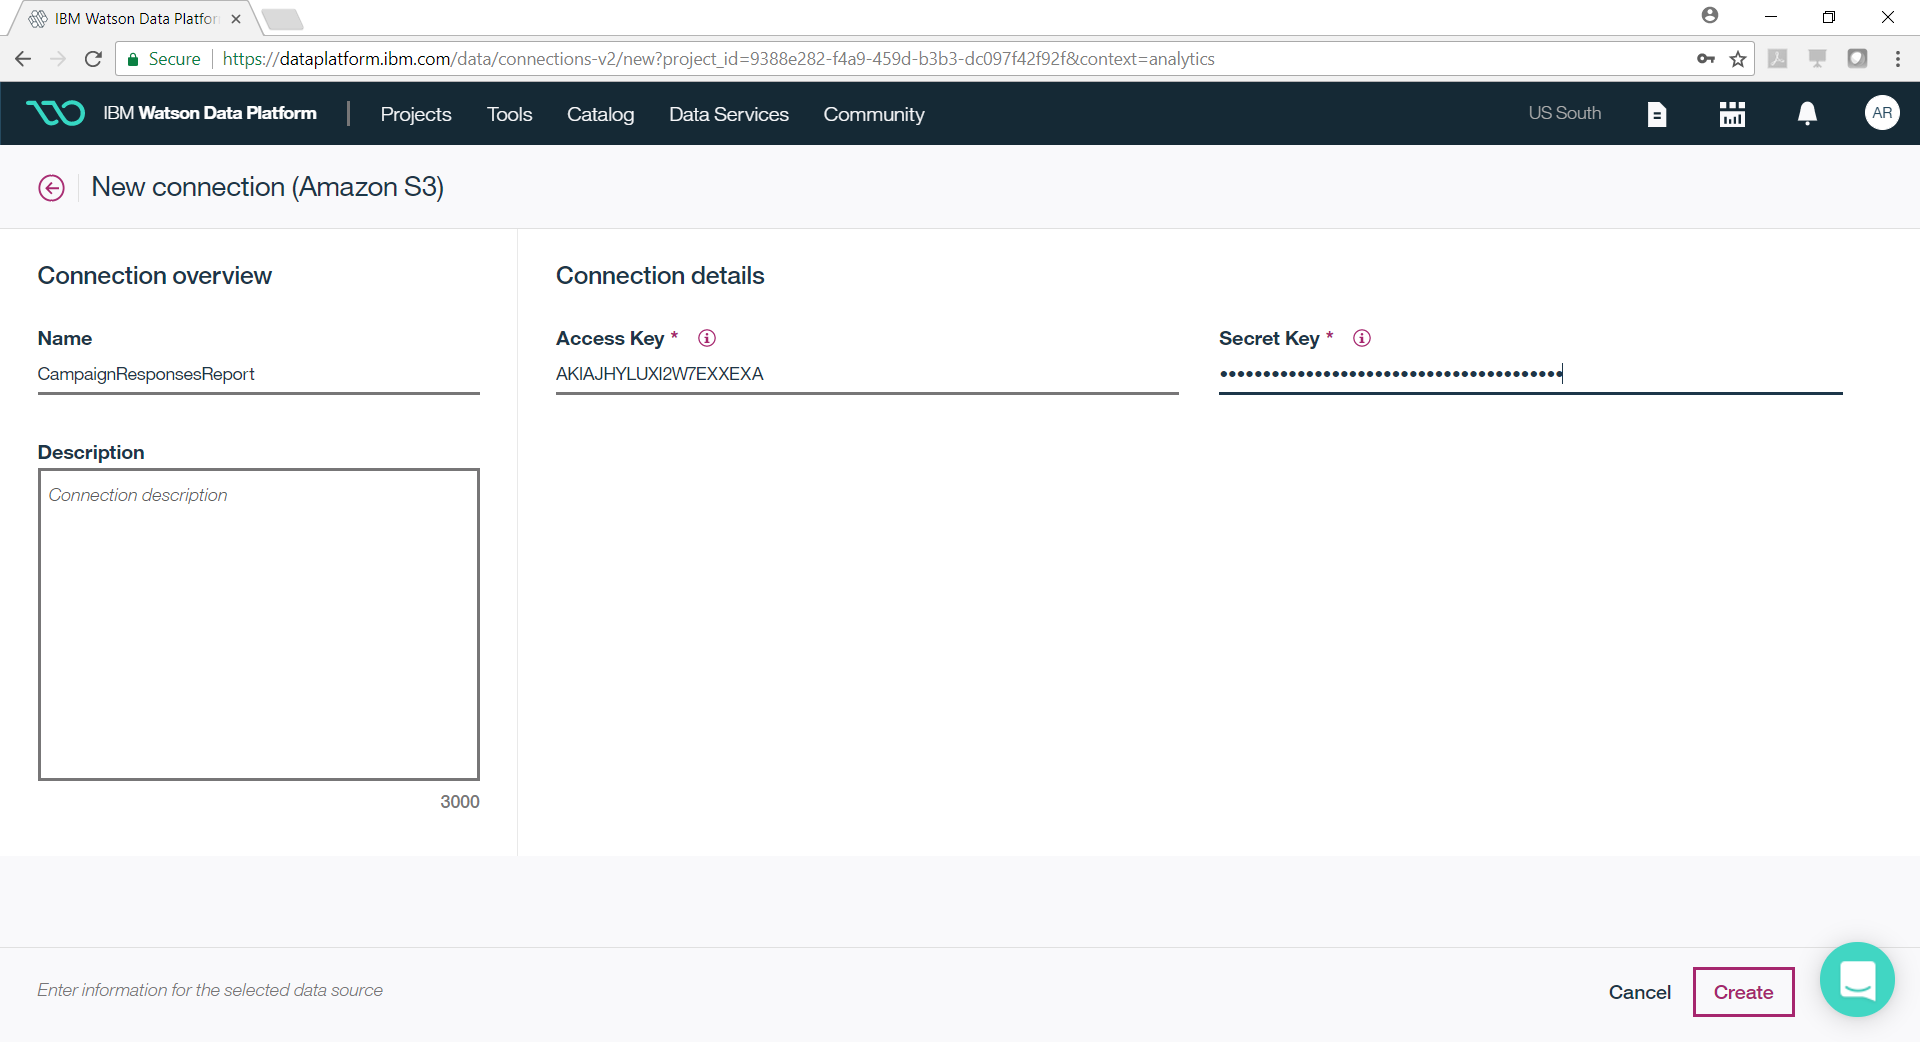 IBM Watson Data Platfor
Secure https://dataplatform.ibm.com/data/connections-v2/new?project_id=9388e282-f4a9-459d-b3b3-dc097f42f92f&context=analytics
IBM Watson Data Platform Projects Tools Catalog Data Services Community US South AR
New connection (Amazon S3)
Connection overview
Connection details
Name
Access Key *
Secret Key *
CampaignResponsesReport
AKIAJHYLUXI2W7EXXEXA
••••••••••••••••••••••••••••••••••••••••
Description
Connection description
3000
Enter information for the selected data source
Cancel Create